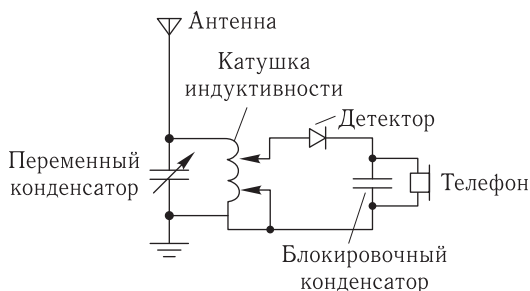 Антенна
Катушка
индуктивности
Детектор
Переменный
конденсатор
Телефон
Блокировочный
конденсатор